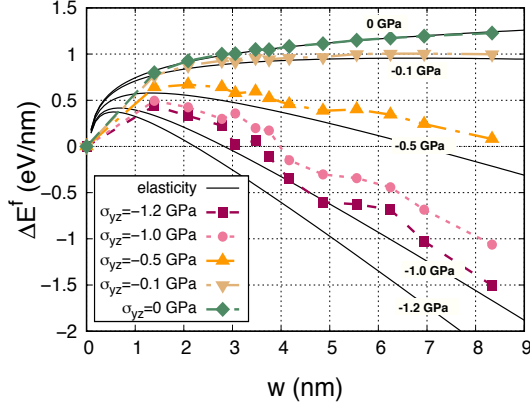 ΔEᶠ (eV/nm)
1.5
1
0.5
0
-0.5
-1
-1.5
-2
0 GPa
-0.1 GPa
-0.5 GPa
-1.0 GPa
-1.2 GPa
elasticity
σyz=-1.2 GPa
σyz=-1.0 GPa
σyz=-0.5 GPa
σyz=-0.1 GPa
σyz=0 GPa
0 1 2 3 4 5 6 7 8 9
w (nm)